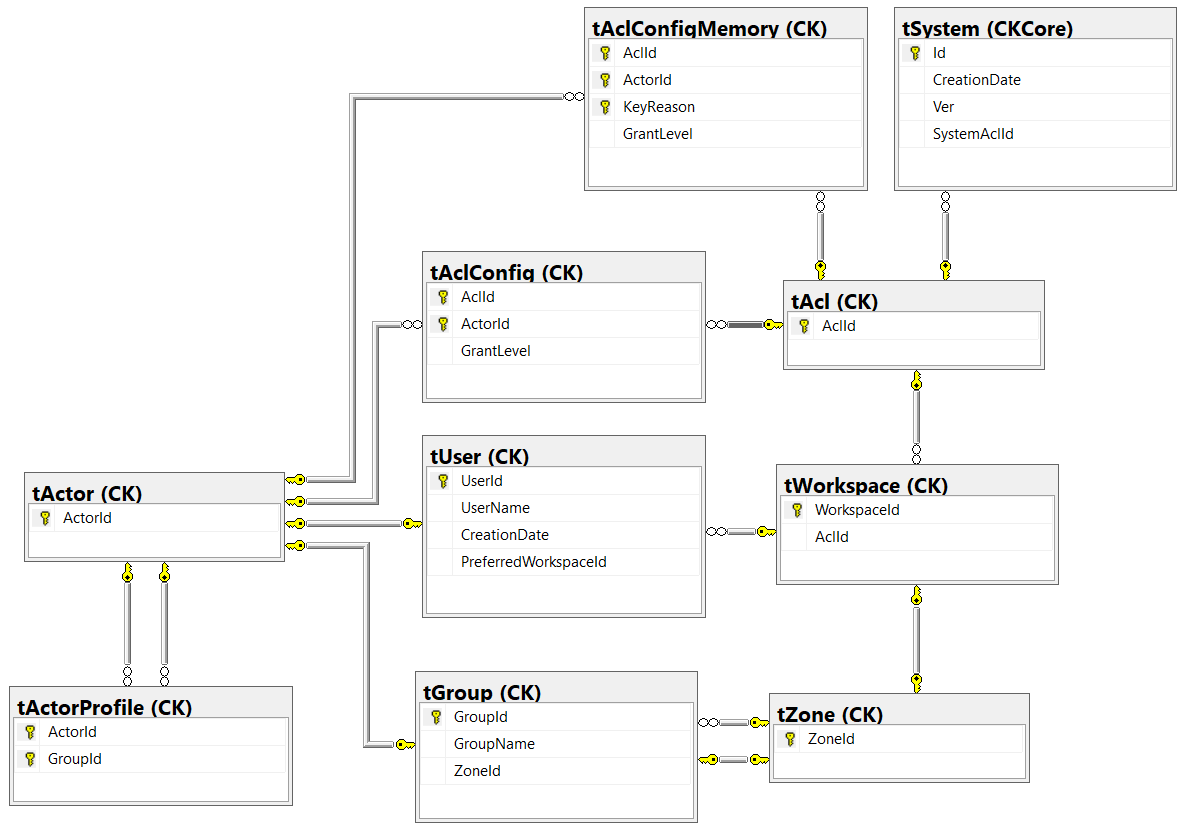 tAclConfigMemory (CK)
AclId
ActorId
KeyReason
GrantLevel
tSystem (CKCore)
Id
CreationDate
Ver
SystemAclId
tAclConfig (CK)
AclId
ActorId
GrantLevel
tAcl (CK)
AclId
tUser (CK)
UserId
UserName
CreationDate
PreferredWorkspaceId
tWorkspace (CK)
WorkspaceId
AclId
tActor (CK)
ActorId
tActorProfile (CK)
ActorId
GroupId
tGroup (CK)
GroupId
GroupName
ZoneId
tZone (CK)
ZoneId